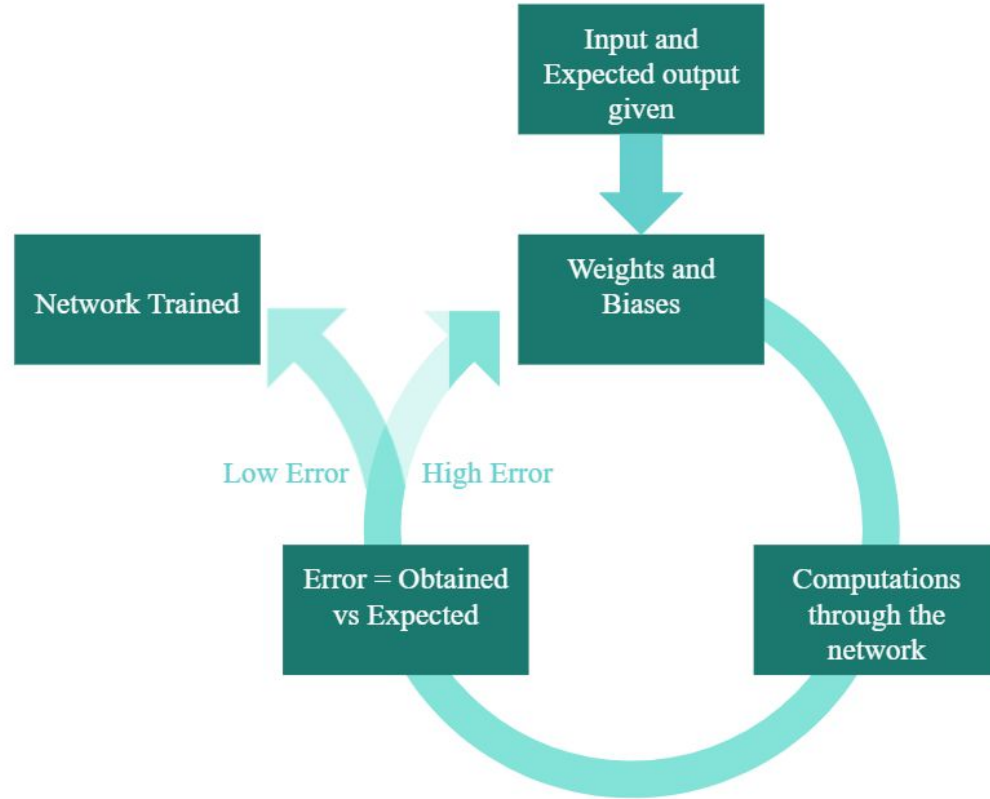 Input and
Expected output
given
Network Trained
Weights and
Biases
Low Error
High Error
Error = Obtained
vs Expected
Computations
through the
network